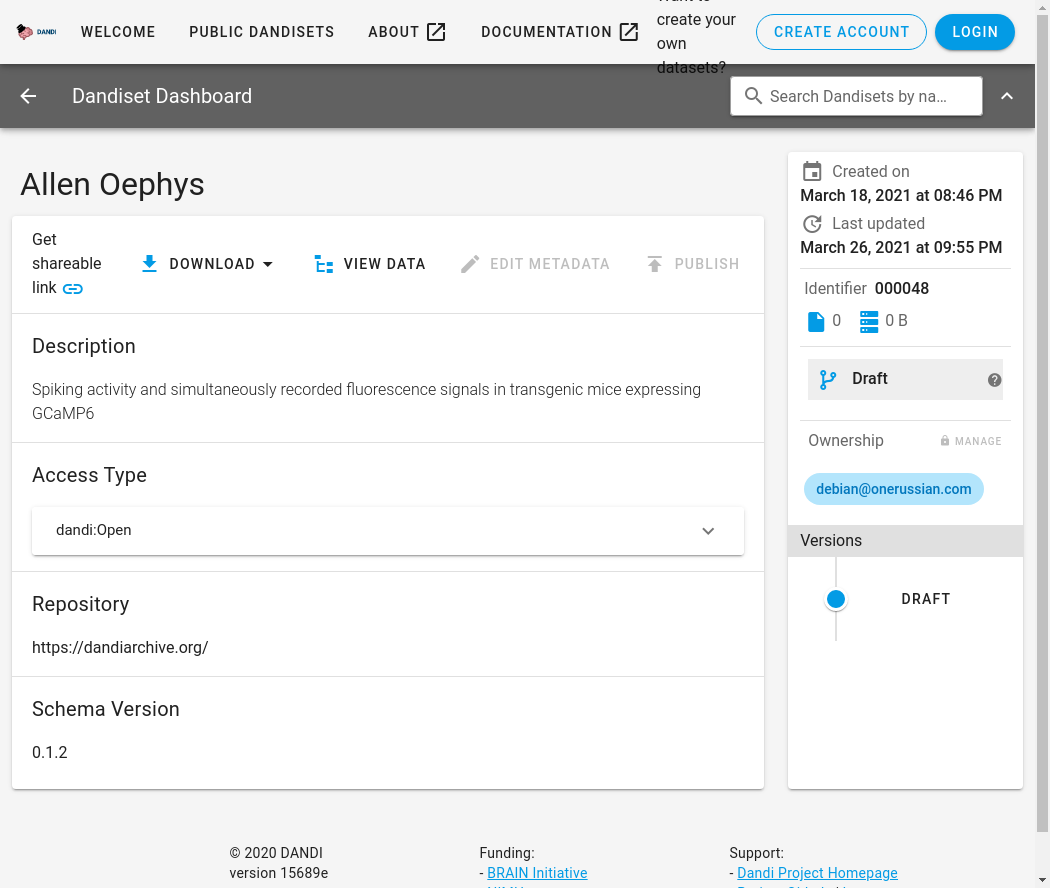 DANDI
WELCOME
PUBLIC DANDISETS
ABOUT
DOCUMENTATION
create your
own
datasets?
CREATE ACCOUNT
LOGIN
Dandiset Dashboard
Search Dandisets by na…
Allen Oephys
Get
shareable
link
DOWNLOAD
VIEW DATA
EDIT METADATA
PUBLISH
Description
Spiking activity and simultaneously recorded fluorescence signals in transgenic mice expressing
GCaMP6
Access Type
dandi:Open
Repository
https://dandiarchive.org/
Schema Version
0.1.2
Created on
March 18, 2021 at 08:46 PM
Last updated
March 26, 2021 at 09:55 PM
Identifier 000048
0
0 B
Draft
Ownership
MANAGE
debian@onerussian.com
Versions
DRAFT
© 2020 DANDI
version 15689e
Funding:
- BRAIN Initiative
Support:
- Dandi Project Homepage